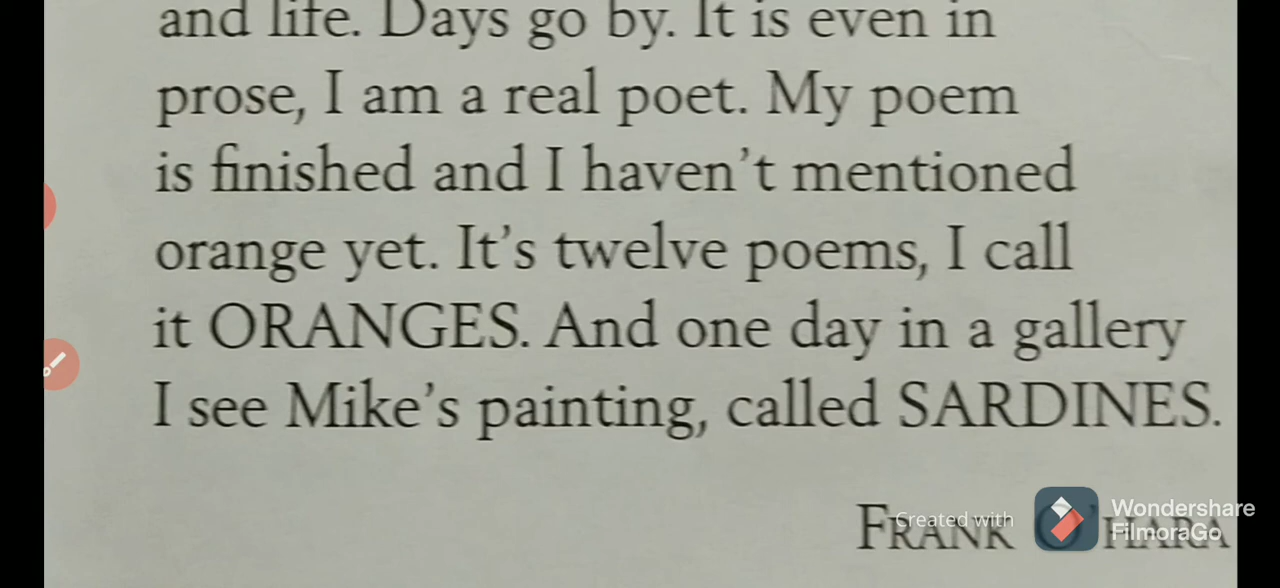 and life. Days go by. It is even in
prose, I am a real poet. My poem
is finished and I haven’t mentioned
orange yet. It’s twelve poems, I call
it ORANGES. And one day in a gallery
I see Mike’s painting, called SARDINES.
FRANK O’HARA
Created with
Wondershare
FilmoraGo